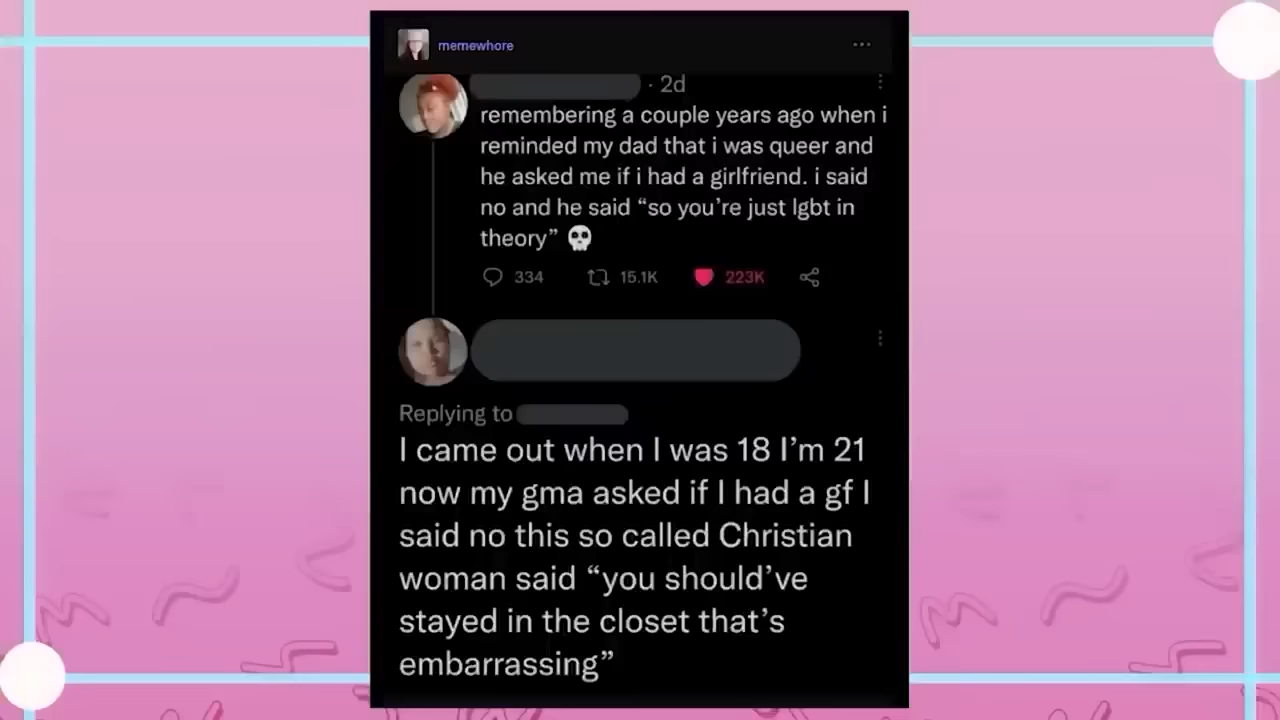 memewhore
· 2d
remembering a couple years ago when i
reminded my dad that i was queer and
he asked me if i had a girlfriend. i said
no and he said “so you’re just lgbt in
theory” 💀
334 15.1K 223K
Replying to
I came out when I was 18 I’m 21
now my gma asked if I had a gf I
said no this so called Christian
woman said “you should’ve
stayed in the closet that’s
embarrassing”